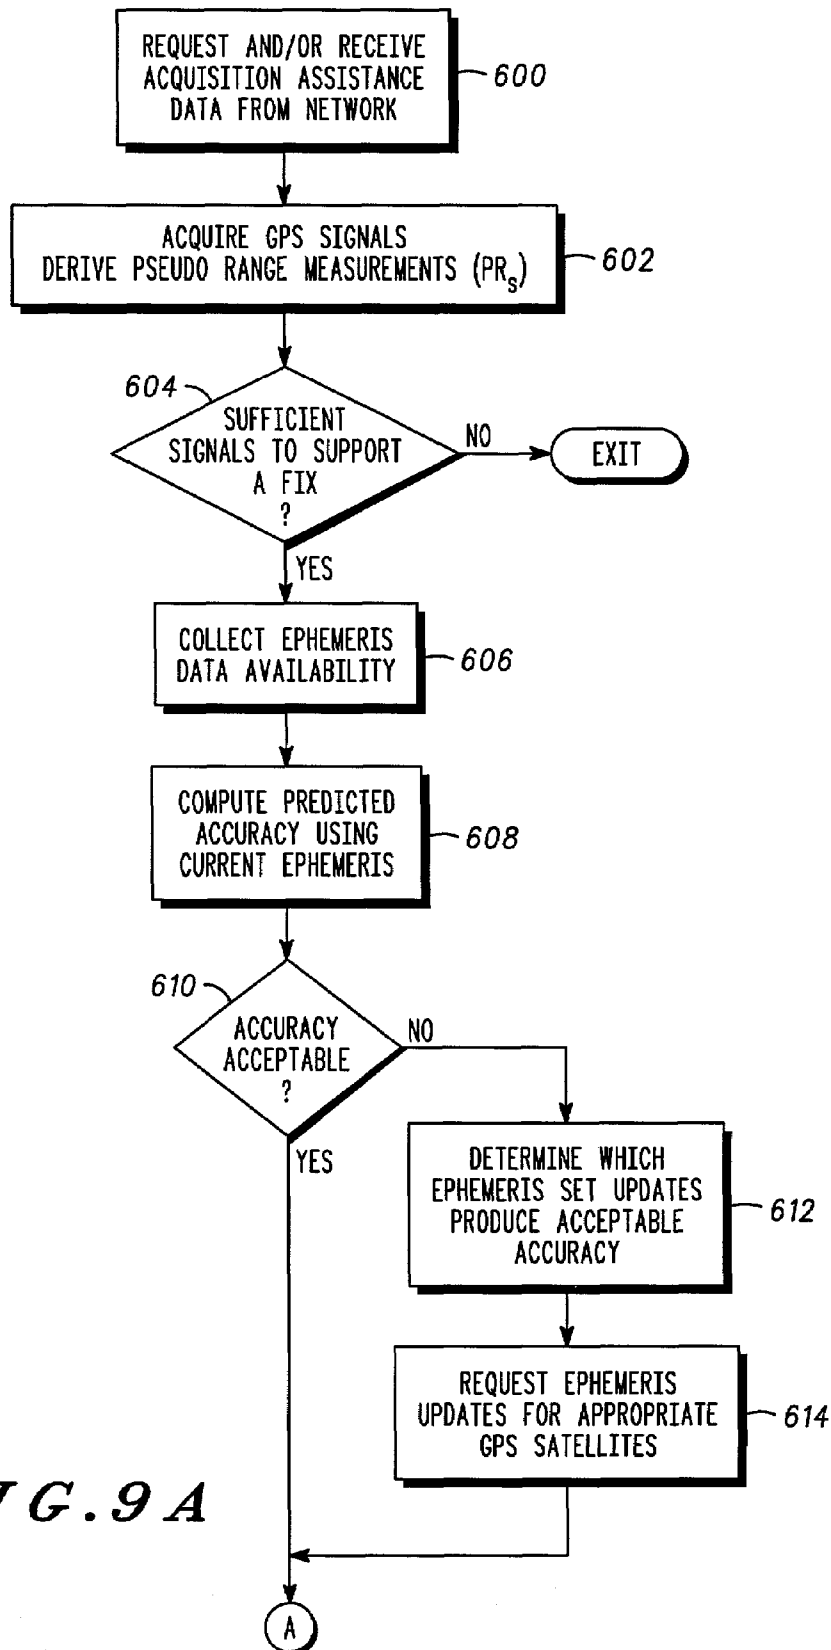 REQUEST AND/OR RECEIVE
ACQUISITION ASSISTANCE
DATA FROM NETWORK
600
ACQUIRE GPS SIGNALS
DERIVE PSEUDO RANGE MEASUREMENTS (PRs)
602
604
SUFFICIENT
SIGNALS TO SUPPORT
A FIX
?
NO
EXIT
YES
COLLECT EPHEMERIS
DATA AVAILABILITY
606
COMPUTE PREDICTED
ACCURACY USING
CURRENT EPHEMERIS
608
610
ACCURACY
ACCEPTABLE
?
NO
YES
DETERMINE WHICH
EPHEMERIS SET UPDATES
PRODUCE ACCEPTABLE
ACCURACY
612
REQUEST EPHEMERIS
UPDATES FOR APPROPRIATE
GPS SATELLITES
614
G.9A
A